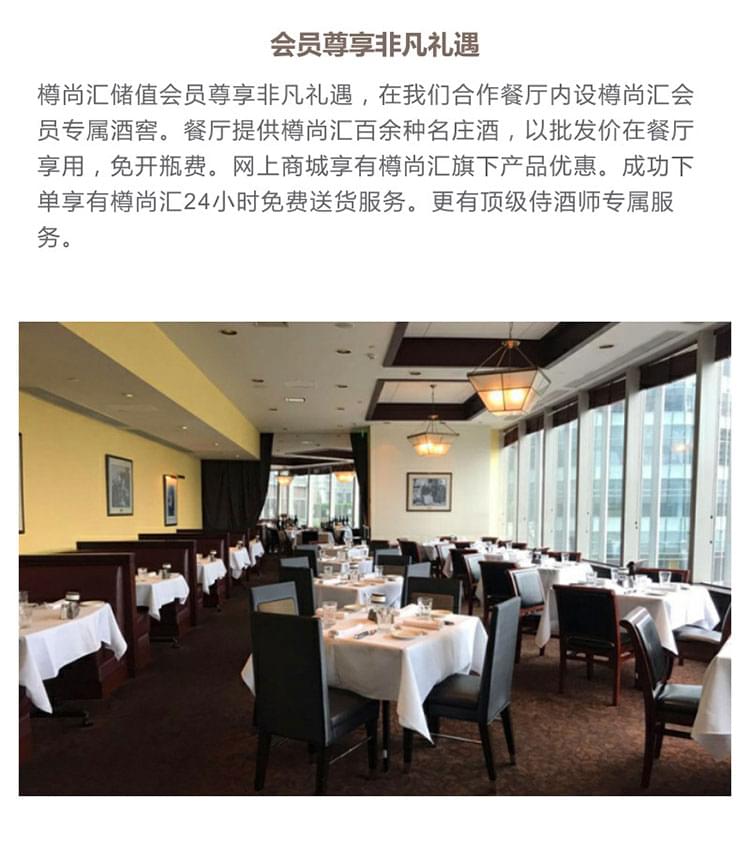 会员尊享非凡礼遇
樽尚汇储值会员尊享非凡礼遇，在我们合作餐厅内设樽尚汇会
员专属酒窖。餐厅提供樽尚汇百余种名庄酒，以批发价在餐厅
享用，免开瓶费。网上商城享有樽尚汇旗下产品优惠。成功下
单享有樽尚汇24小时免费送货服务。更有顶级侍酒师专属服
务。